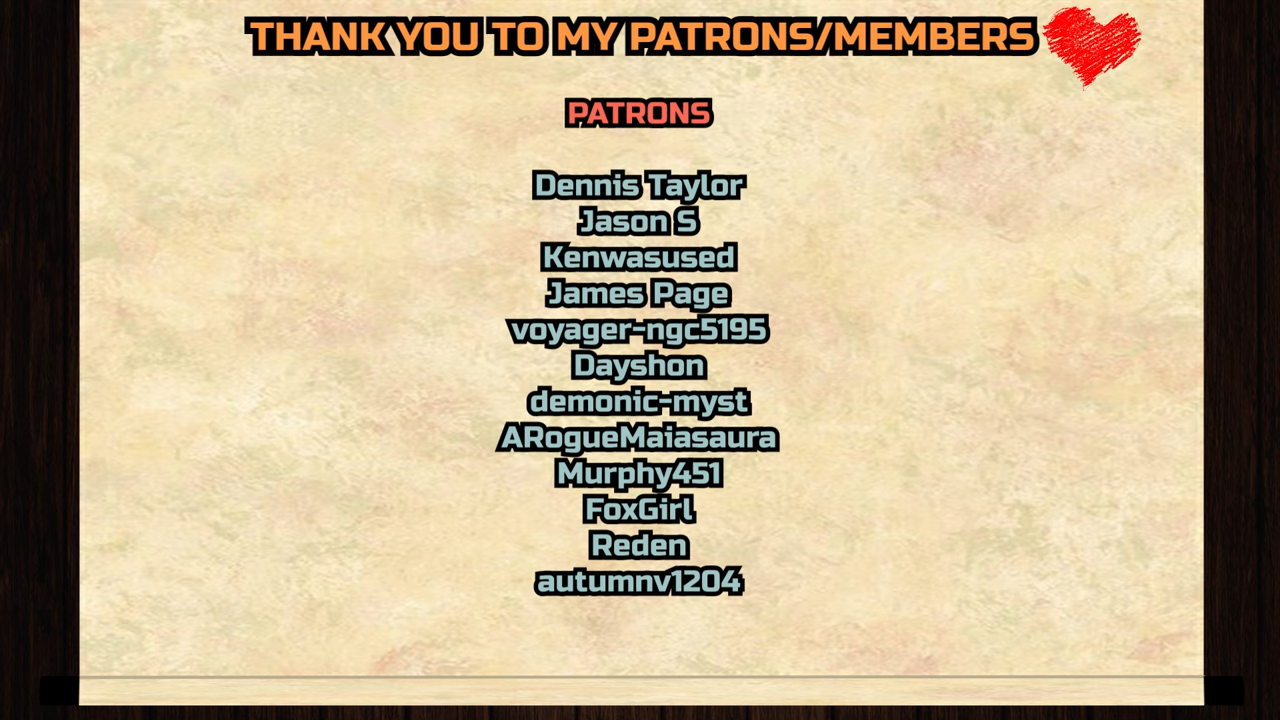 THANK YOU TO MY PATRONS/MEMBERS
PATRONS
Dennis Taylor
Jason S
Kenwasused
James Page
voyager-ngc5195
Dayshon
demonic-myst
ARogueMaiasaura
Murphy451
FoxGirl
Reden
autumnv1204